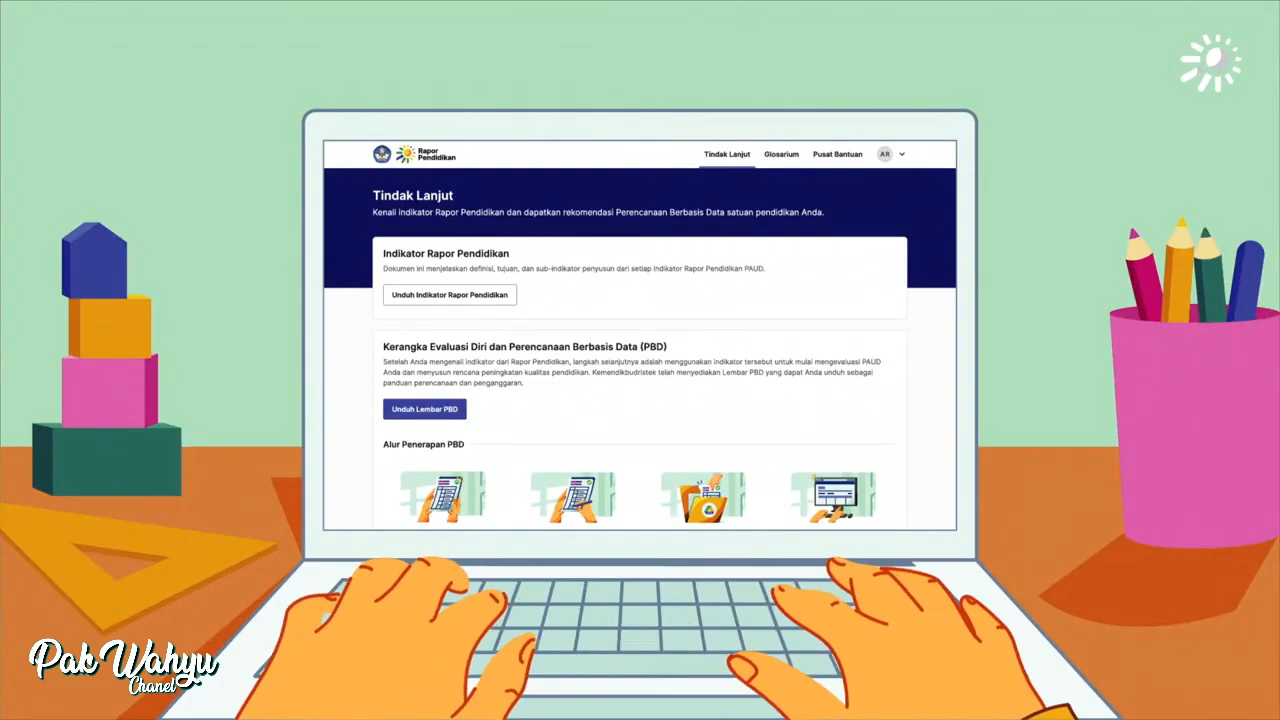 Rapor
Pendidikan
Tindak Lanjut
Glosarium
Pusat Bantuan
AR
Tindak Lanjut
Kenali indikator Rapor Pendidikan dan dapatkan rekomendasi Perencanaan Berbasis Data satuan pendidikan Anda.
Indikator Rapor Pendidikan
Dokumen ini menjelaskan definisi, tujuan, dan sub-indikator penyusun dari setiap indikator Rapor Pendidikan PAUD.
Unduh Indikator Rapor Pendidikan
Kerangka Evaluasi Diri dan Perencanaan Berbasis Data (PBD)
Setelah Anda mengenali indikator dari Rapor Pendidikan, langkah selanjutnya adalah menggunakan indikator tersebut untuk mulai mengevaluasi PAUD
Anda dan menyusun rencana peningkatan kualitas pendidikan. Kemendikbudristek telah menyediakan Lembar PBD yang dapat Anda unduh sebagai
panduan perencanaan dan penganggaran.
Unduh Lembar PBD
Alur Penerapan PBD
Pak Wahyu
Chanel